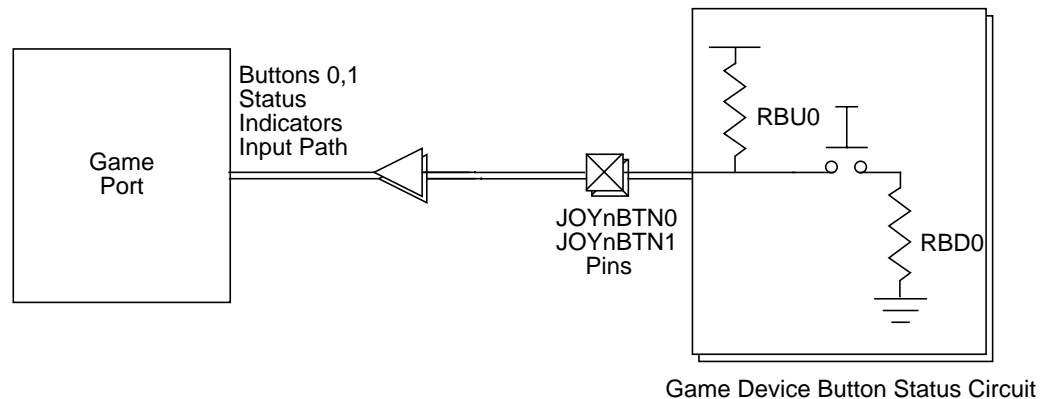 Buttons 0,1
Status
Indicators
Input Path
Game
Port
JOYnBTN0
JOYnBTN1
Pins
RBU0
RBD0
Game Device Button Status Circuit